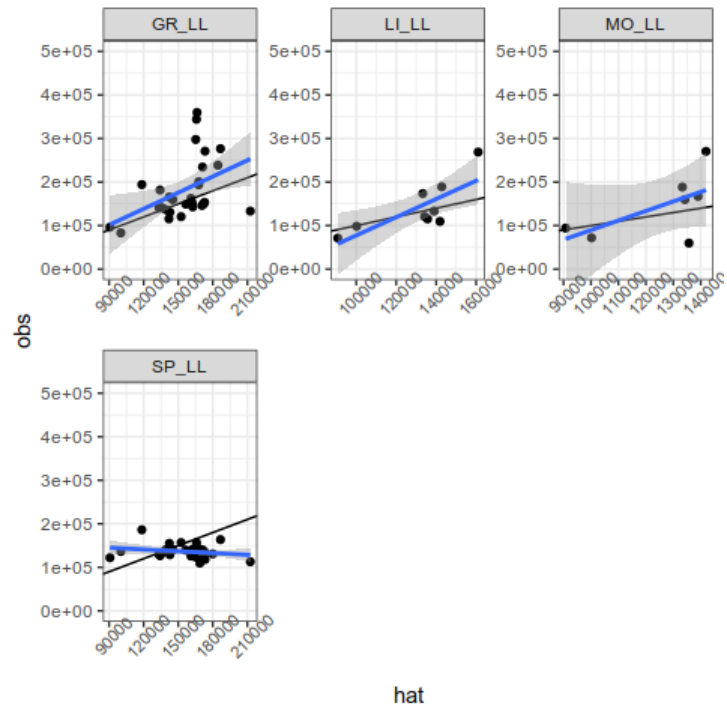 GR_LL LI_LL MO_LL
5e+05 5e+05 5e+05
4e+05 4e+05 4e+05
3e+05 3e+05 3e+05
2e+05 2e+05 2e+05
1e+05 1e+05 1e+05
0e+00 0e+00 0e+00
90000 120000 150000 180000 210000 100000 120000 140000 160000 90000 100000 110000 120000 130000 140000
obs
SP_LL
5e+05
4e+05
3e+05
2e+05
1e+05
0e+00
90000 120000 150000 180000 210000
hat